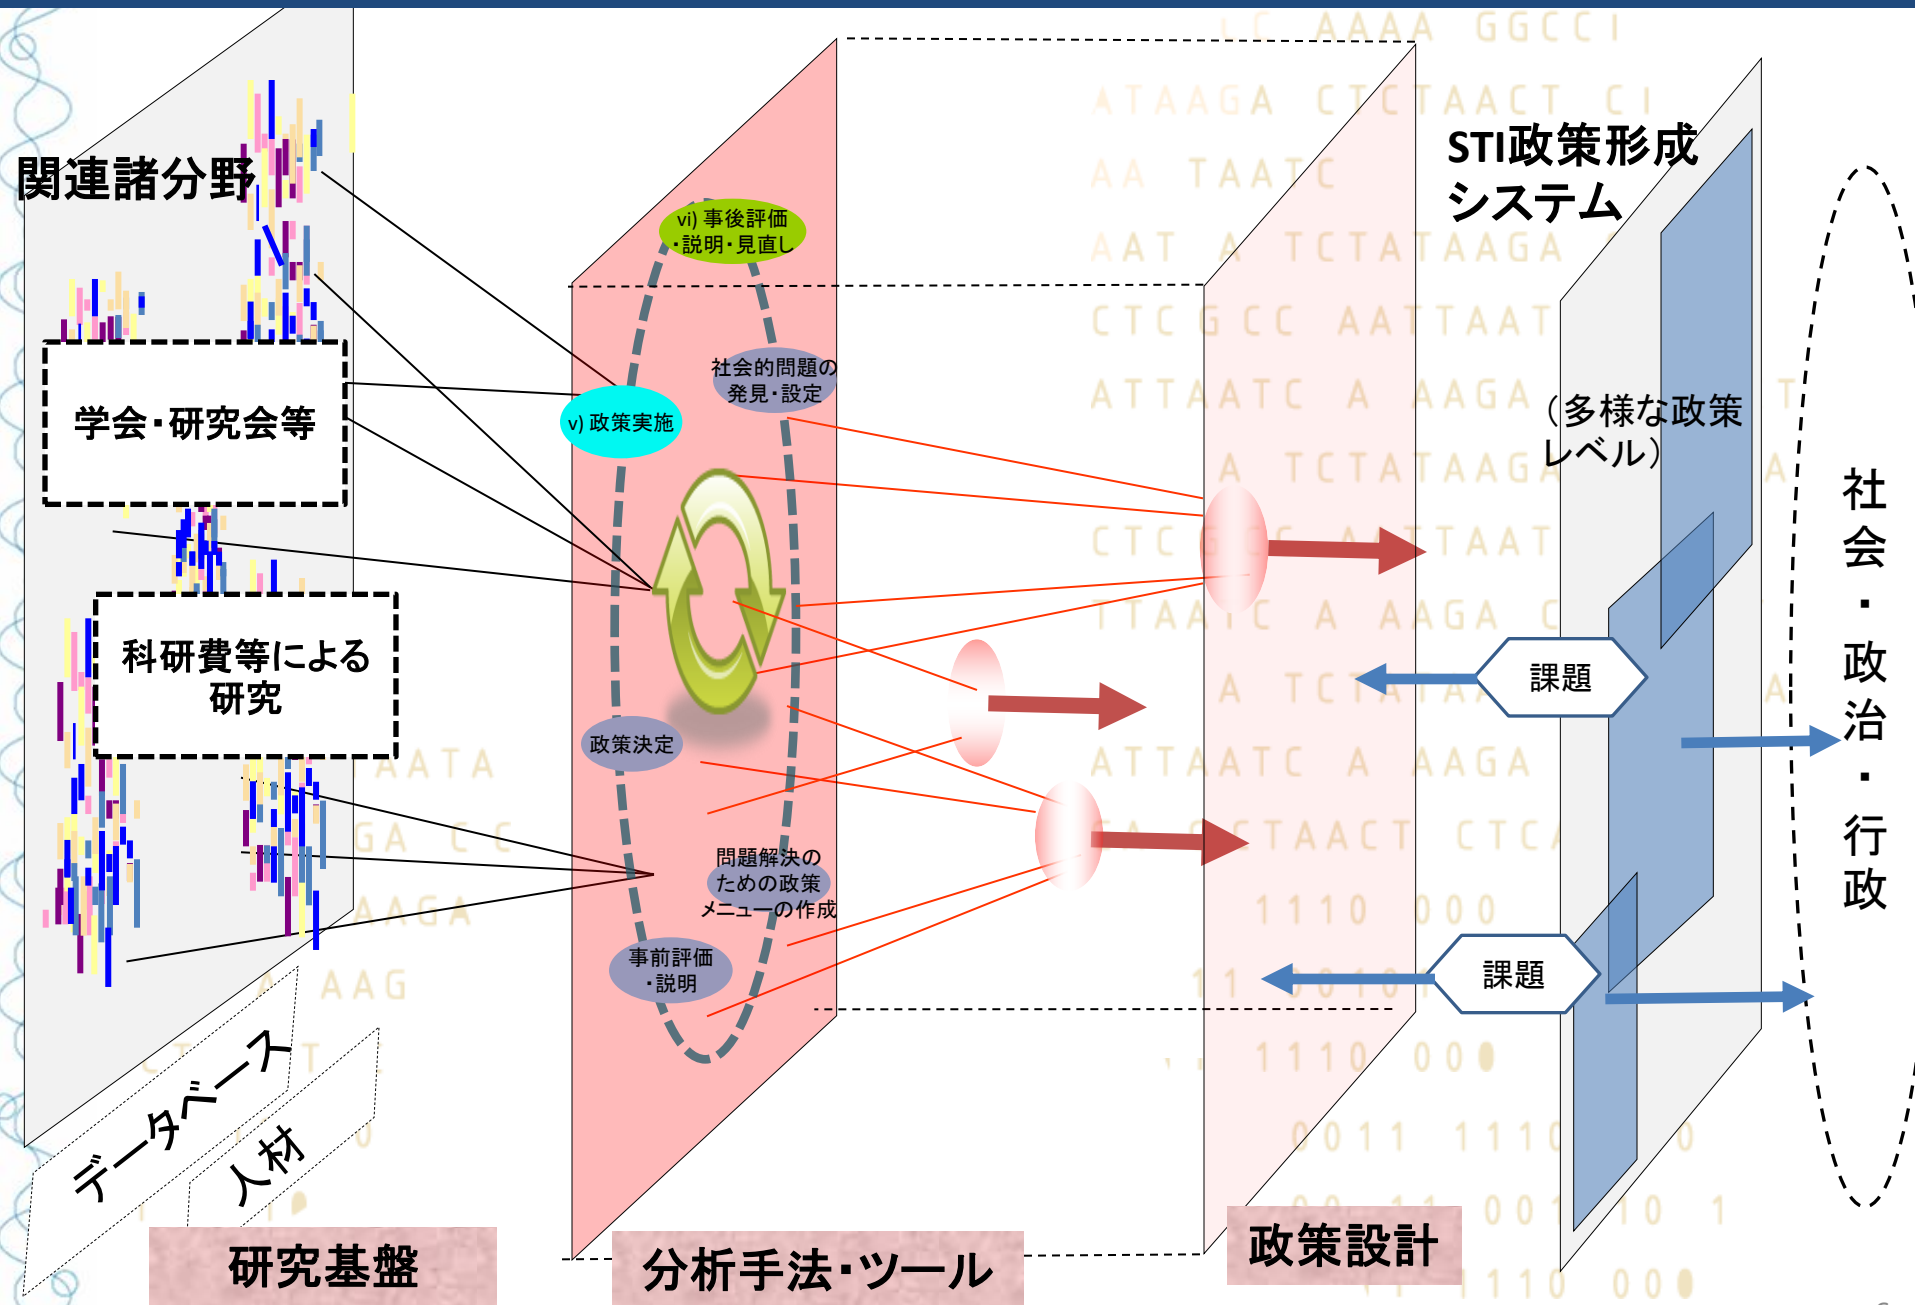 関連諸分野
学会・研究会等
科研費等による
研究
データベース
人材
研究基盤
vi) 事後評価
・説明・見直し
社会的問題の
発見・設定
v) 政策実施
政策決定
問題解決の
ための政策
メニューの作成
事前評価
・説明
分析手法・ツール
政策設計
STI政策形成
システム
（多様な政策
レベル）
課題
課題
社会・政治・行政